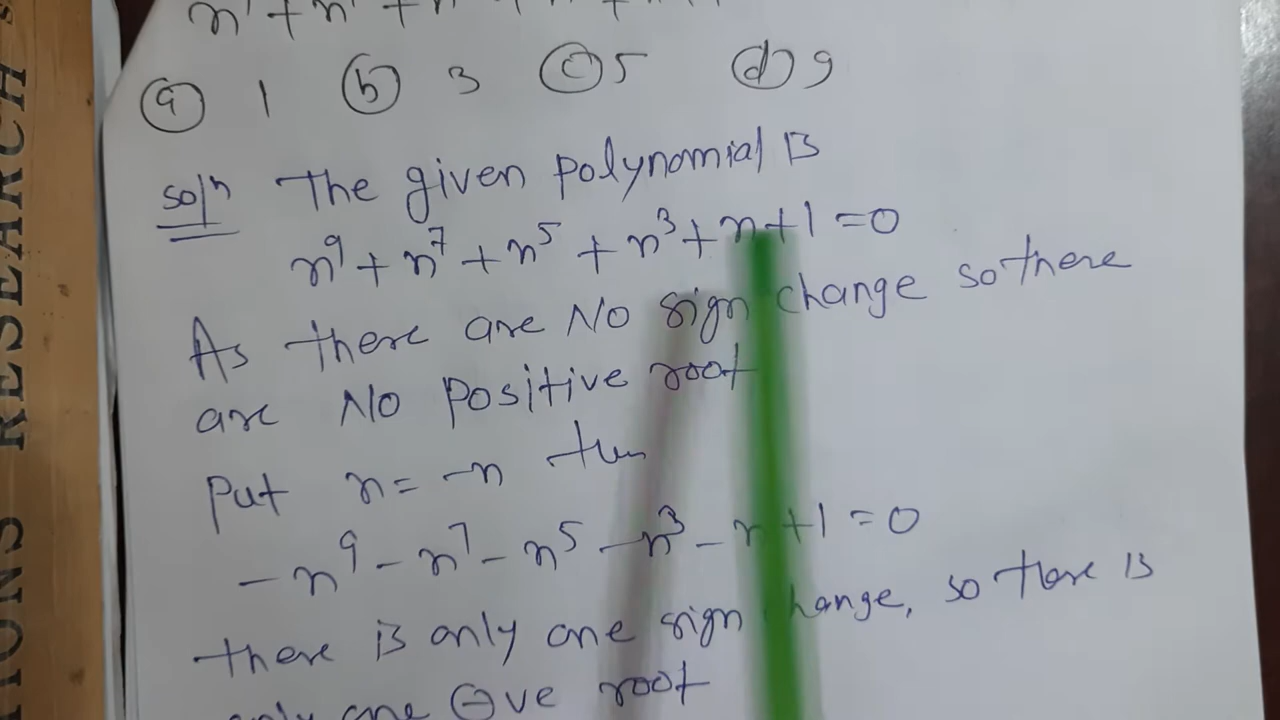 ⓐ 1 ⓑ 3 ⓒ 5 ⓓ 9
Solⁿ The given polynomial is
x⁹ + x⁷ + x⁵ + x³ + x + 1 = 0
As there are No sign change so there
are No positive root
Put x = -x then
-x⁹ - x⁷ - x⁵ - x³ - x + 1 = 0
there is only one sign change, so there is
only one ⊖ve root
RESEARCH